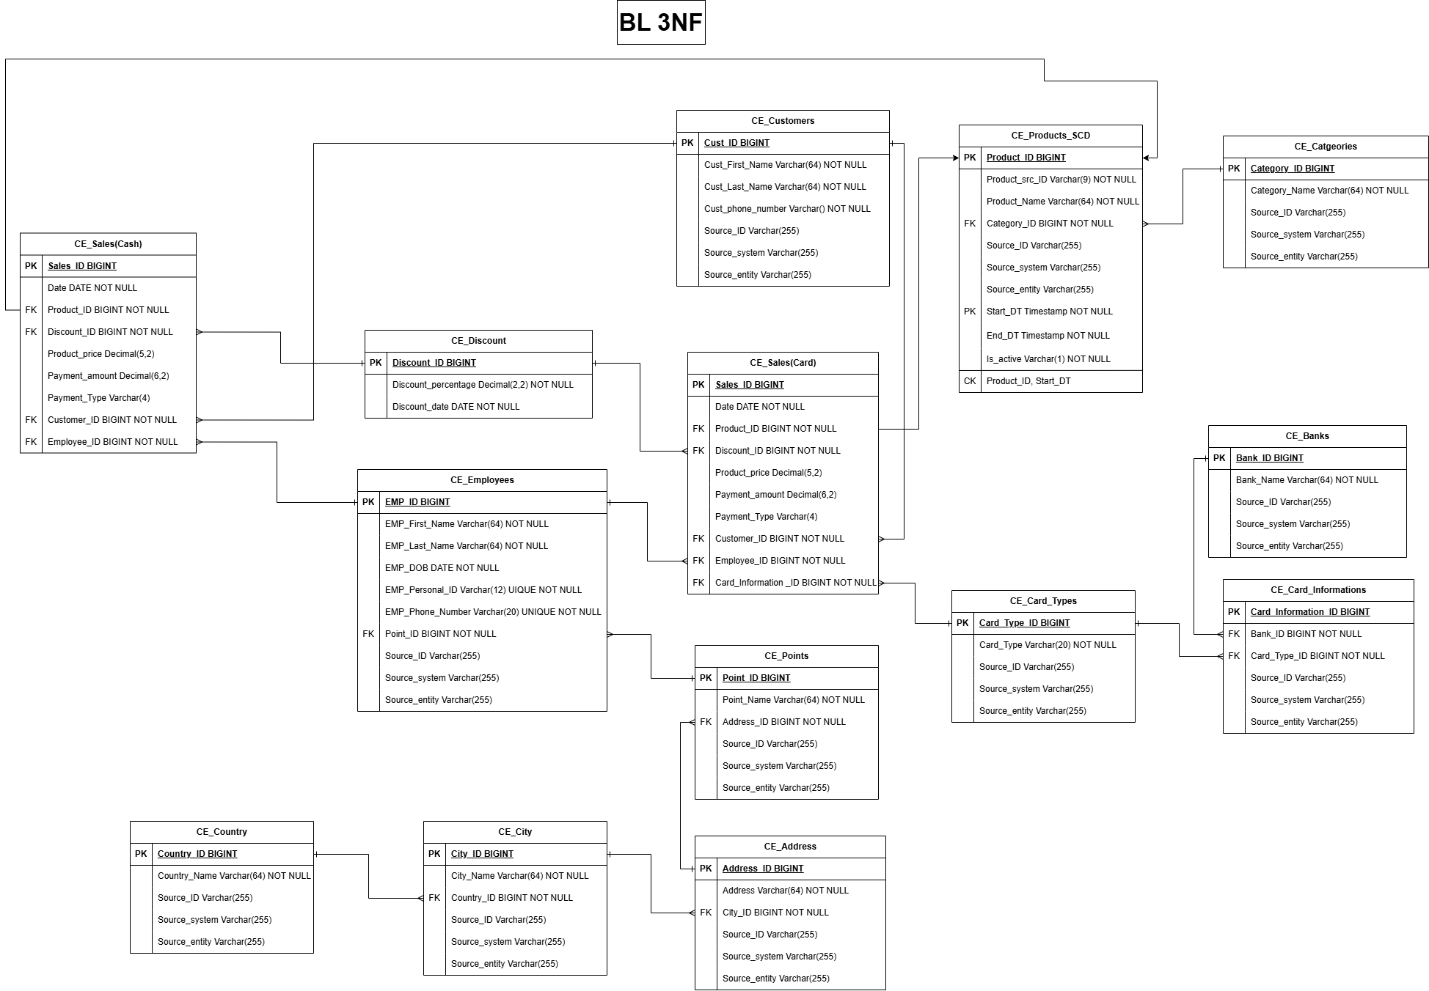 BL 3NF
CE_Customers
PK Cust_ID BIGINT
Cust_First_Name Varchar(64) NOT NULL
Cust_Last_Name Varchar(64) NOT NULL
Cust_phone_number Varchar() NOT NULL
Source_ID Varchar(255)
Source_system Varchar(255)
Source_entity Varchar(255)
CE_Products_SCD
PK Product_ID BIGINT
Product_src_ID Varchar(9) NOT NULL
Product_Name Varchar(64) NOT NULL
FK Category_ID BIGINT NOT NULL
Source_ID Varchar(255)
Source_system Varchar(255)
Source_entity Varchar(255)
PK Start_DT Timestamp NOT NULL
End_DT Timestamp NOT NULL
Is_active Varchar(1) NOT NULL
CK Product_ID, Start_DT
CE_Catgeories
PK Category_ID BIGINT
Category_Name Varchar(64) NOT NULL
Source_ID Varchar(255)
Source_system Varchar(255)
Source_entity Varchar(255)
CE_Sales(Cash)
PK Sales_ID BIGINT
Date DATE NOT NULL
FK Product_ID BIGINT NOT NULL
FK Discount_ID BIGINT NOT NULL
Product_price Decimal(5,2)
Payment_amount Decimal(6,2)
Payment_Type Varchar(4)
FK Customer_ID BIGINT NOT NULL
FK Employee_ID BIGINT NOT NULL
CE_Discount
PK Discount_ID BIGINT
Discount_percentage Decimal(2,2) NOT NULL
Discount_date DATE NOT NULL
CE_Sales(Card)
PK Sales_ID BIGINT
Date DATE NOT NULL
FK Product_ID BIGINT NOT NULL
FK Discount_ID BIGINT NOT NULL
Product_price Decimal(5,2)
Payment_amount Decimal(6,2)
Payment_Type Varchar(4)
FK Customer_ID BIGINT NOT NULL
FK Employee_ID BIGINT NOT NULL
FK Card_Information _ID BIGINT NOT NULL
CE_Banks
PK Bank_ID BIGINT
Bank_Name Varchar(64) NOT NULL
Source_ID Varchar(255)
Source_system Varchar(255)
Source_entity Varchar(255)
CE_Employees
PK EMP_ID BIGINT
EMP_First_Name Varchar(64) NOT NULL
EMP_Last_Name Varchar(64) NOT NULL
EMP_DOB DATE NOT NULL
EMP_Personal_ID Varchar(12) UIQUE NOT NULL
EMP_Phone_Number Varchar(20) UNIQUE NOT NULL
FK Point_ID BIGINT NOT NULL
Source_ID Varchar(255)
Source_system Varchar(255)
Source_entity Varchar(255)
CE_Card_Types
PK Card_Type_ID BIGINT
Card_Type Varchar(20) NOT NULL
Source_ID Varchar(255)
Source_system Varchar(255)
Source_entity Varchar(255)
CE_Card_Informations
PK Card_Information_ID BIGINT
FK Bank_ID BIGINT NOT NULL
FK Card_Type_ID BIGINT NOT NULL
Source_ID Varchar(255)
Source_system Varchar(255)
Source_entity Varchar(255)
CE_Points
PK Point_ID BIGINT
Point_Name Varchar(64) NOT NULL
FK Address_ID BIGINT NOT NULL
Source_ID Varchar(255)
Source_system Varchar(255)
Source_entity Varchar(255)
CE_Country
PK Country_ID BIGINT
Country_Name Varchar(64) NOT NULL
Source_ID Varchar(255)
Source_system Varchar(255)
Source_entity Varchar(255)
CE_City
PK City_ID BIGINT
City_Name Varchar(64) NOT NULL
FK Country_ID BIGINT NOT NULL
Source_ID Varchar(255)
Source_system Varchar(255)
Source_entity Varchar(255)
CE_Address
PK Address_ID BIGINT
Address Varchar(64) NOT NULL
FK City_ID BIGINT NOT NULL
Source_ID Varchar(255)
Source_system Varchar(255)
Source_entity Varchar(255)